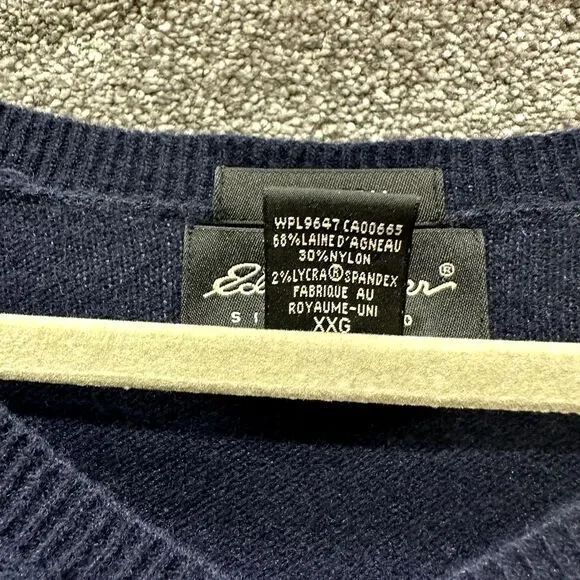 WPL9647 CA00665
68%LAINE D'AGNEAU
30%NYLON
2%LYCRA®SPANDEX
FABRIQUE AU
ROYAUME-UNI
XXG
®